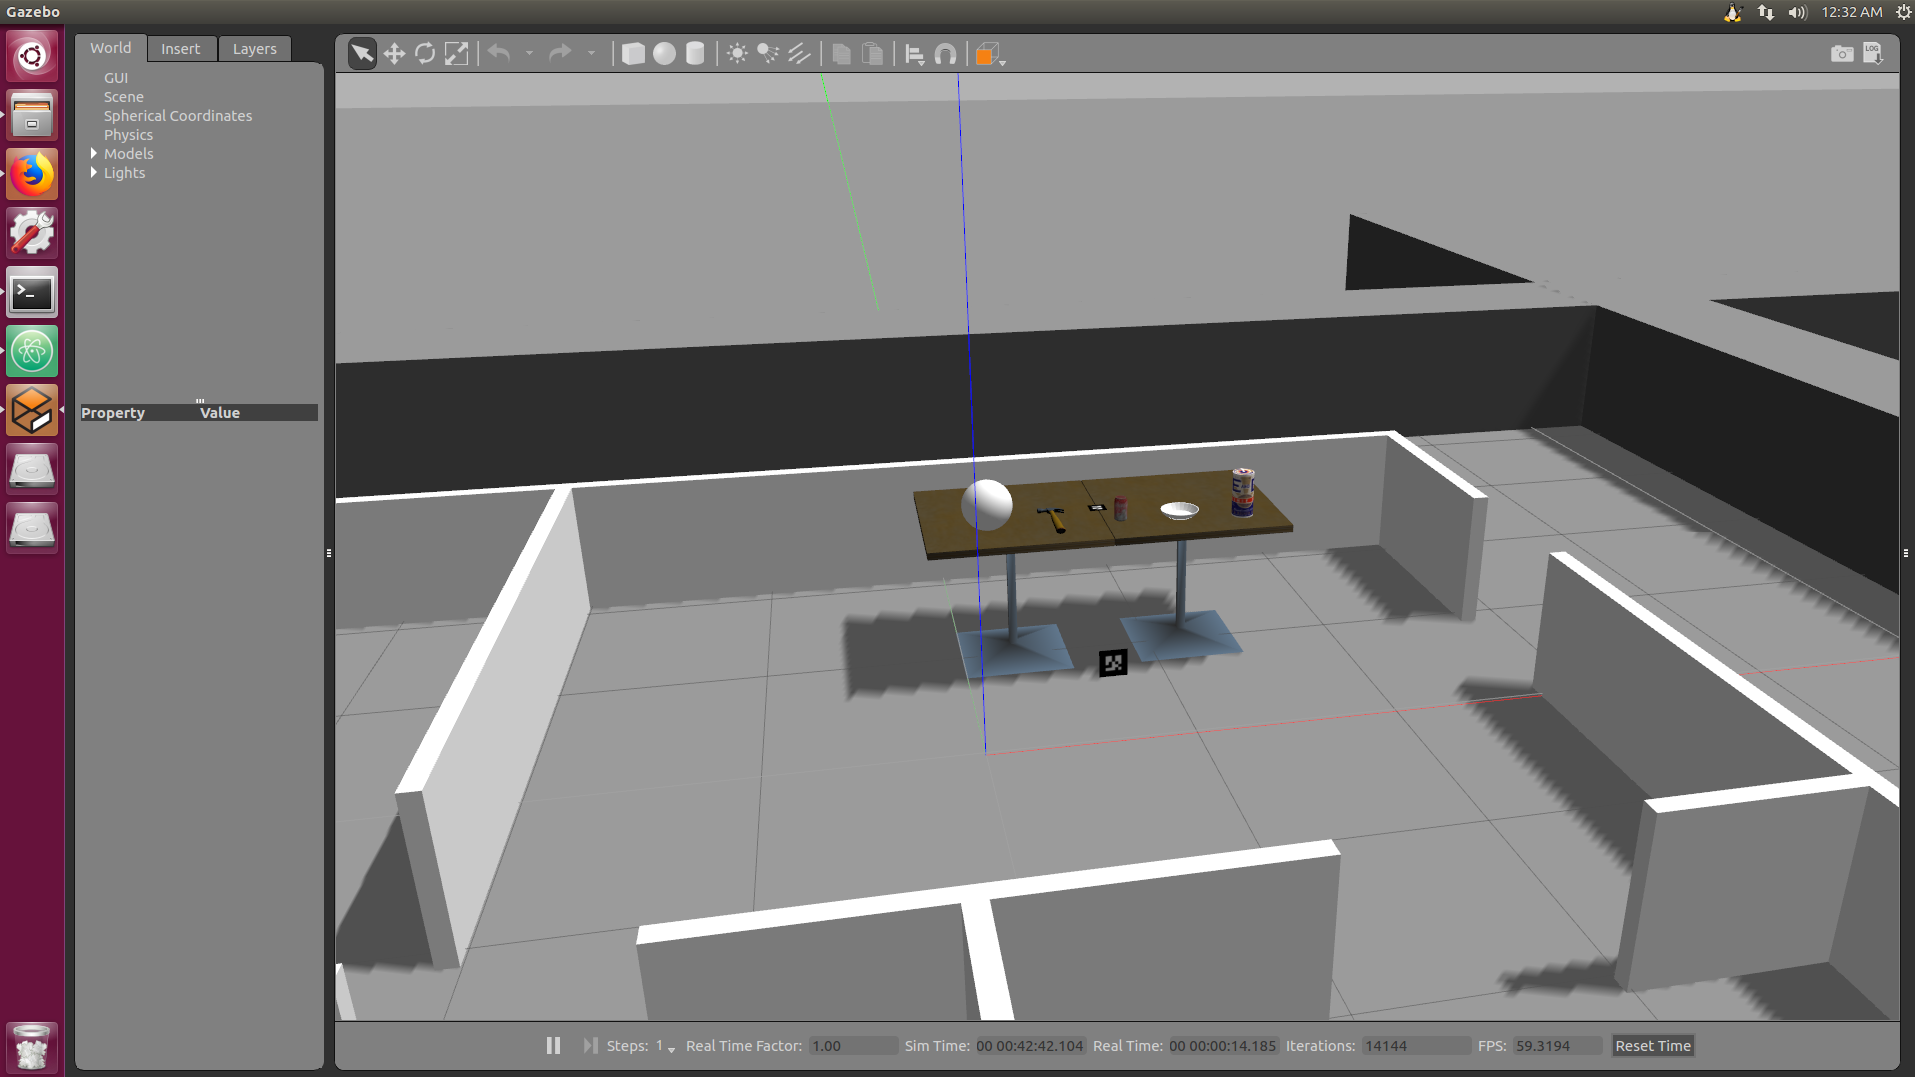 Gazebo
12:32 AM
World Insert Layers
GUI
Scene
Spherical Coordinates
Physics
Models
Lights
Property Value
LOG
Steps: 1 Real Time Factor: 1.00 Sim Time: 00 00:42:42.104 Real Time: 00 00:00:14.185 Iterations: 14144 FPS: 59.3194 Reset Time